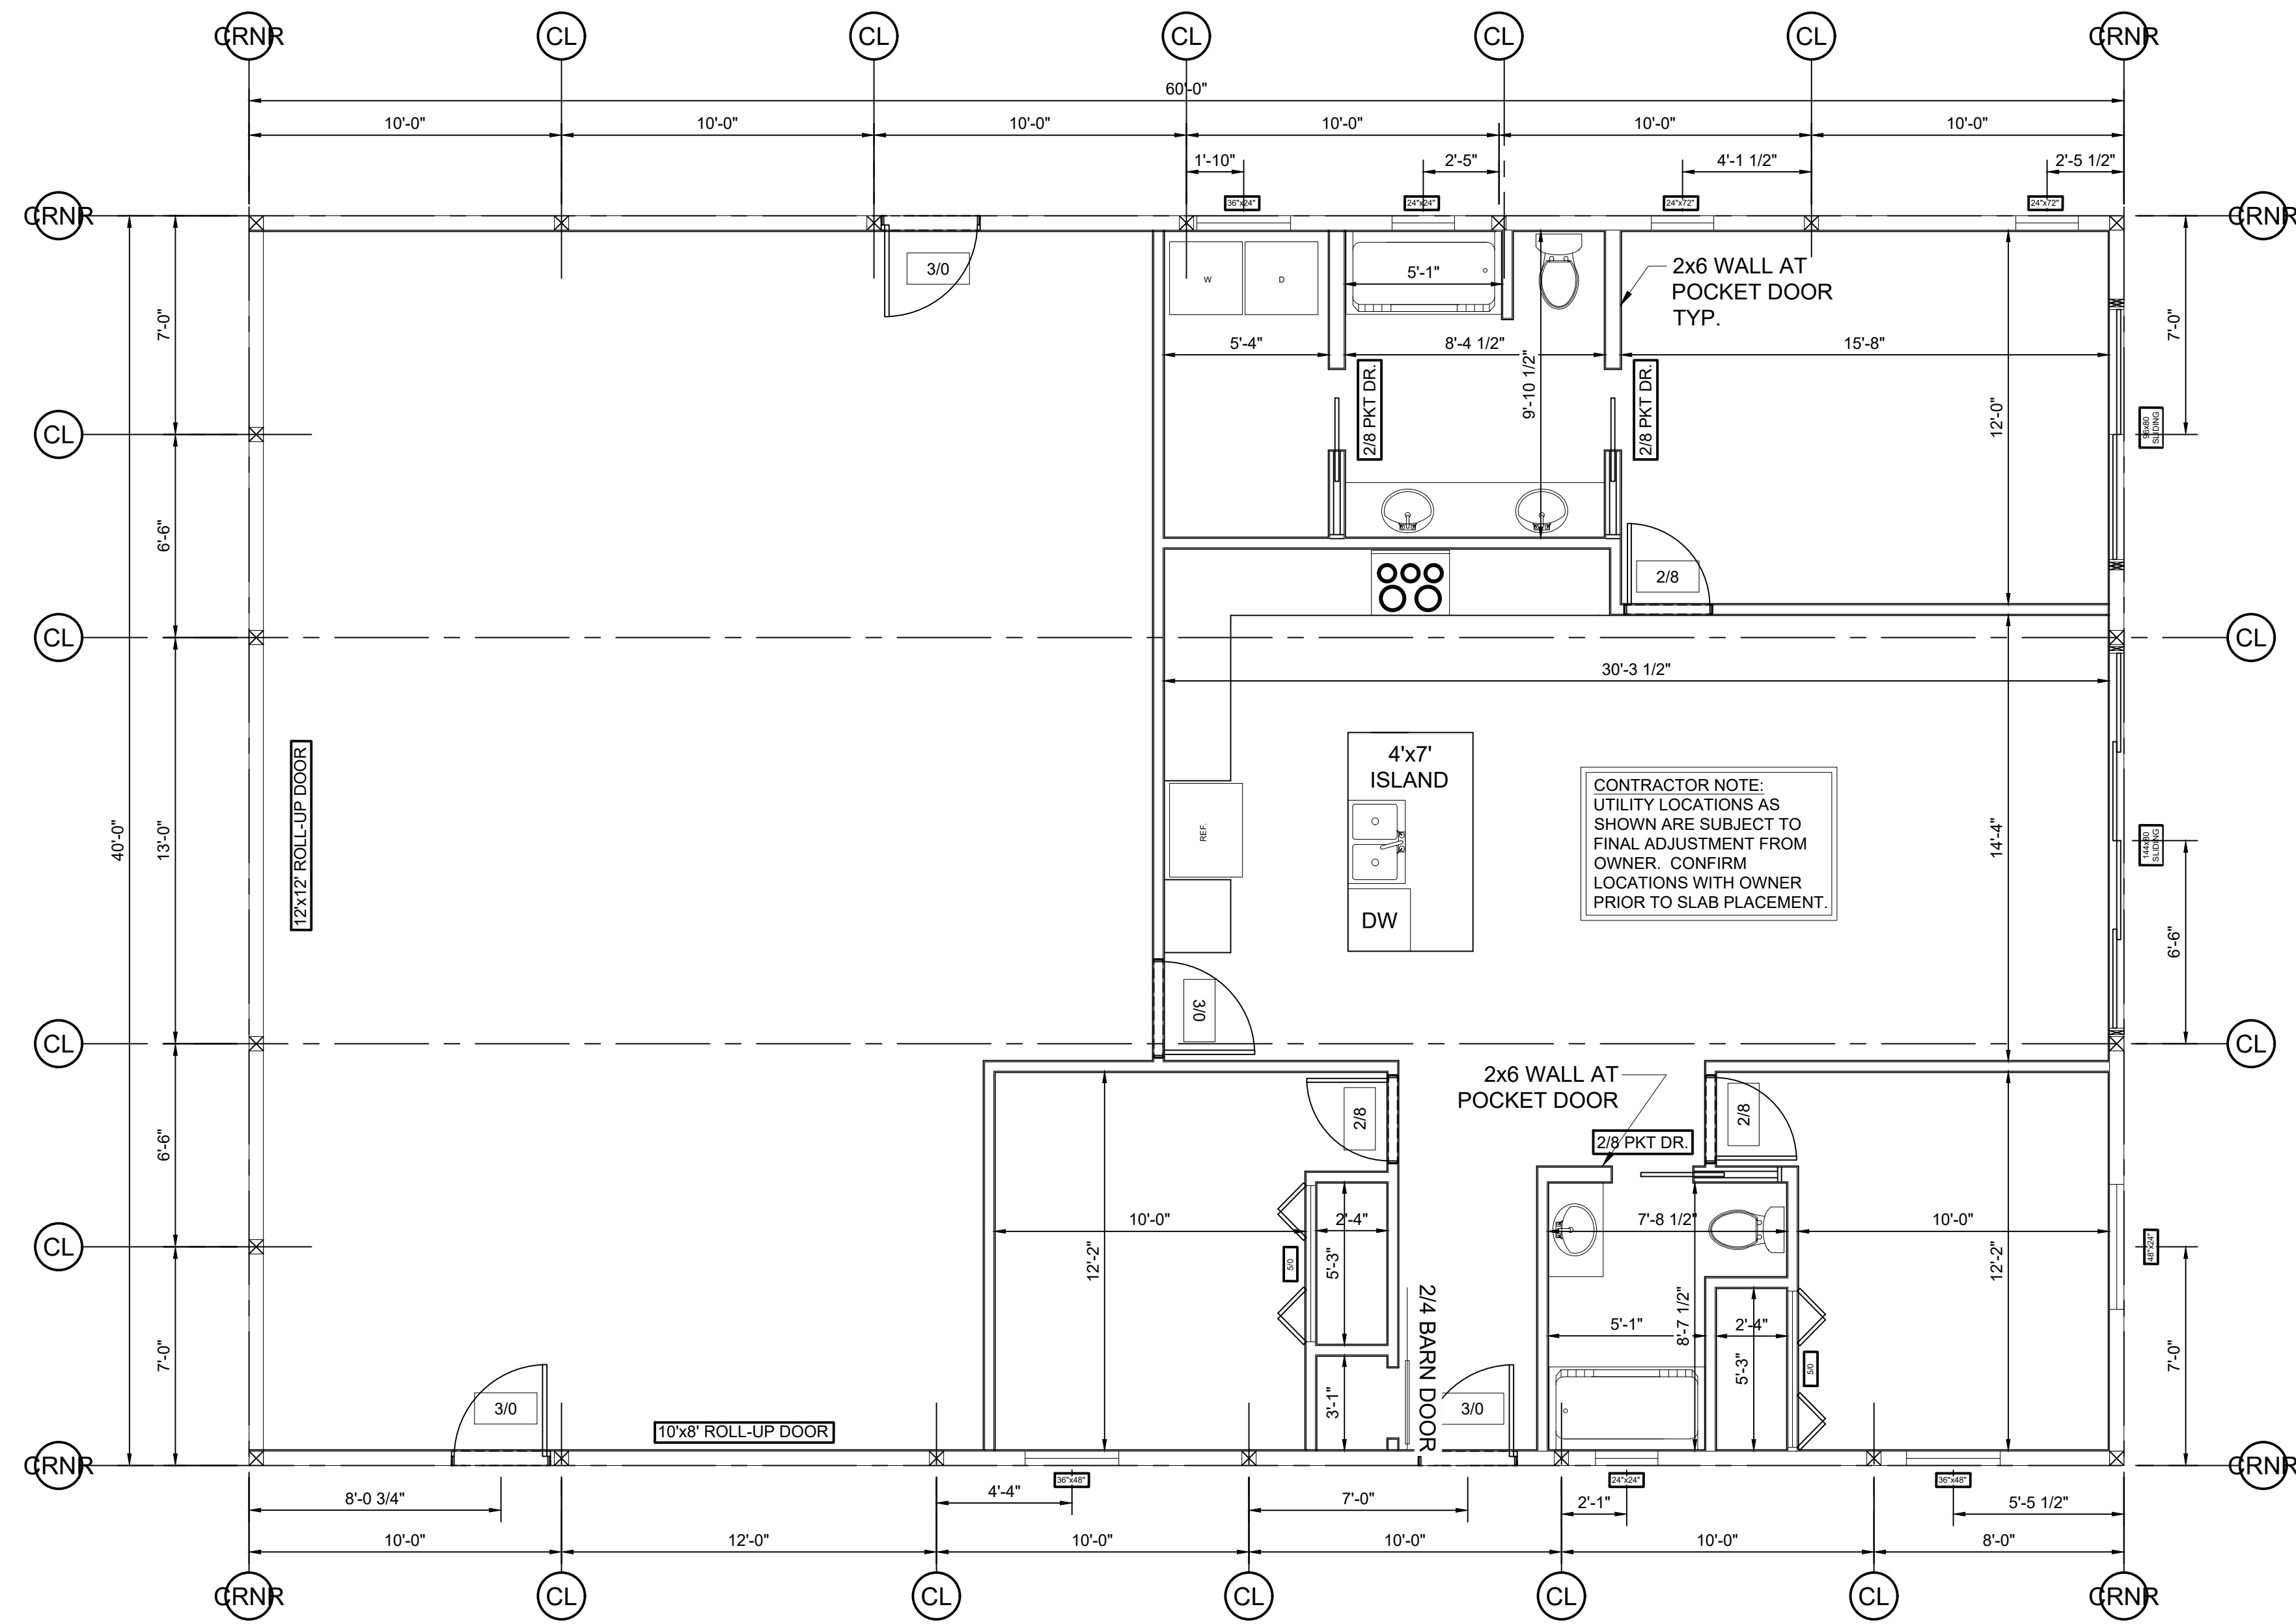 CRNR
CL
CL
CL
CL
CL
CRNR
60'-0"
10'-0"
10'-0"
10'-0"
10'-0"
10'-0"
10'-0"
1'-10"
2'-5"
4'-1 1/2"
2'-5 1/2"
36"x24"
24"x24"
24"x72"
24"x72"
CRNR
CRNR
3/0
W
D
5'-1"
2x6 WALL AT
POCKET DOOR
TYP.
7'-0"
7'-0"
5'-4"
8'-4 1/2"
15'-8"
9'-10 1/2"
2/8 PKT DR.
2/8 PKT DR.
12'-0"
CL
96x80
SLIDING
6'-6"
2/8
CL
CL
30'-3 1/2"
40'-0"
13'-0"
12'x12' ROLL-UP DOOR
4'x7'
ISLAND
REF.
DW
CONTRACTOR NOTE:
UTILITY LOCATIONS AS
SHOWN ARE SUBJECT TO
FINAL ADJUSTMENT FROM
OWNER. CONFIRM
LOCATIONS WITH OWNER
PRIOR TO SLAB PLACEMENT.
14'-4"
144x80
SLIDING
6'-6"
3/0
CL
CL
6'-6"
2x6 WALL AT
POCKET DOOR
2/8
2/8 PKT DR.
2/8
10'-0"
12'-2"
2'-4"
5'-3"
5/0
7'-8 1/2"
10'-0"
12'-2"
CL
48"x24"
7'-0"
2/4 BARN DOOR
5'-1"
8'-7 1/2"
2'-4"
5'-3"
5/0
7'-0"
3/0
10'x8' ROLL-UP DOOR
3'-1"
3/0
CRNR
CRNR
36"x48"
24"x24"
36"x48"
8'-0 3/4"
4'-4"
7'-0"
2'-1"
5'-5 1/2"
10'-0"
12'-0"
10'-0"
10'-0"
10'-0"
8'-0"
CRNR
CL
CL
CL
CL
CL
CRNR